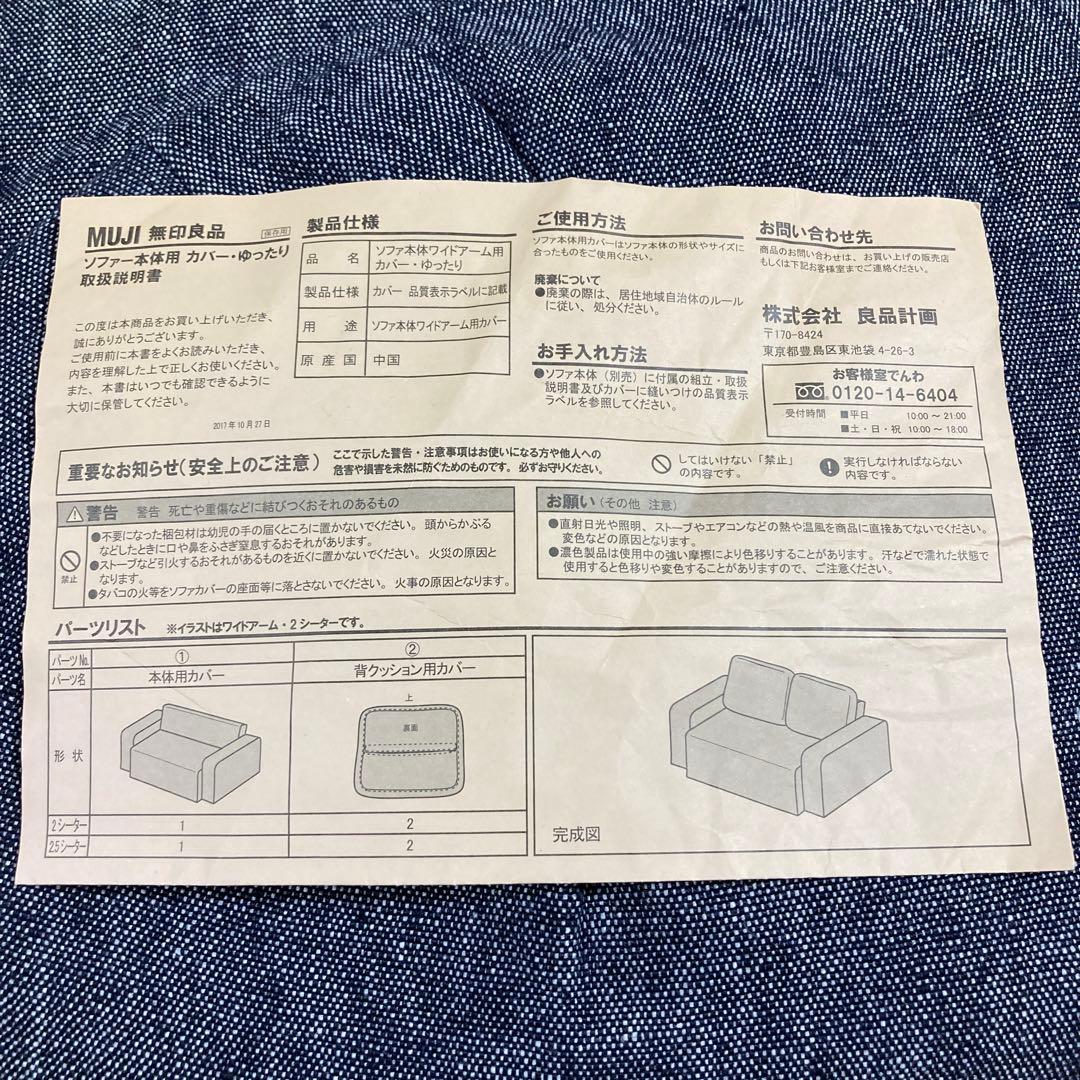 MUJI 無印良品 保存用
ソファー本体用 カバー・ゆったり
取扱説明書
この度は本商品をお買い上げいただき、
誠にありがとうございます。
ご使用前に本書をよくお読みいただき、
内容を理解した上で正しくお使いください。
また、本書はいつでも確認できるように
大切に保管してください。
2017年10月27日
製品仕様
品 名 ソファ本体ワイドアーム用
カバー・ゆったり
製品仕様 カバー 品質表示ラベルに記載
用 途 ソファ本体ワイドアーム用カバー
原 産 国 中国
ご使用方法
ソファ本体用カバーはソファ本体の形状やサイズに
合ったものをご使用ください。
廃棄について
●廃棄の際は、居住地域自治体のルール
に従い、処分ください。
お手入れ方法
●ソファ本体(別売)に付属の組立・取扱
説明書及びカバーに縫いつけの品質表示
ラベルを参照してください。
お問い合わせ先
商品のお問い合わせは、お買い上げの販売店
もしくは下記お客様室までご連絡ください。
株式会社 良品計画
〒170-8424
東京都豊島区東池袋 4-26-3
お客様室でんわ
0120-14-6404
受付時間 ■平日 10:00~21:00
■土・日・祝 10:00~18:00
重要なお知らせ(安全上のご注意)
ここで示した警告・注意事項はお使いになる方や他人への
危害や損害を未然に防ぐためのものです。必ずお守りください。
してはいけない「禁止」
の内容です。
実行しなければならない
内容です。
警告 警告 死亡や重傷などに結びつくおそれのあるもの
禁止
●不要になった梱包材は幼児の手の届くところに置かないでください。頭からかぶる
などしたときに口や鼻をふさぎ窒息するおそれがあります。
●ストーブなど引火するおそれがあるものを近くに置かないでください。火災の原因と
なります。
●タバコの火等をソファカバーの座面等に落とさないでください。火事の原因となります。
お願い(その他 注意)
●直射日光や照明、ストーブやエアコンなどの熱や温風を商品に直接あてないでください。
変色などの原因になります。
●濃色製品は使用中の強い摩擦により色移りすることがあります。汗などで濡れた状態で
使用すると色移りや変色することがありますので、ご注意ください。
パーツリスト ※イラストはワイドアーム・2シーターです。
パーツNo. ① ②
パーツ名 本体用カバー 背クッション用カバー
形 状
上
裏面
2シーター 1 2
2.5シーター 1 2
完成図